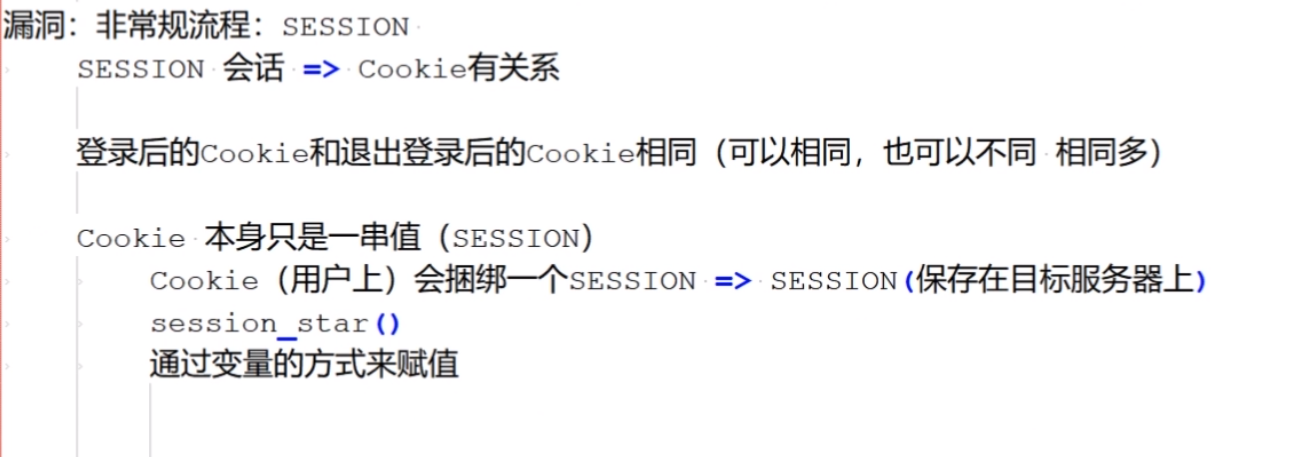 漏洞：非常规流程：SESSION
SESSION 会话 => Cookie有关系
登录后的Cookie和退出登录后的Cookie相同（可以相同，也可以不同 相同多）
Cookie 本身只是一串值（SESSION）
Cookie（用户上）会捆绑一个SESSION => SESSION(保存在目标服务器上)
session_star()
通过变量的方式来赋值